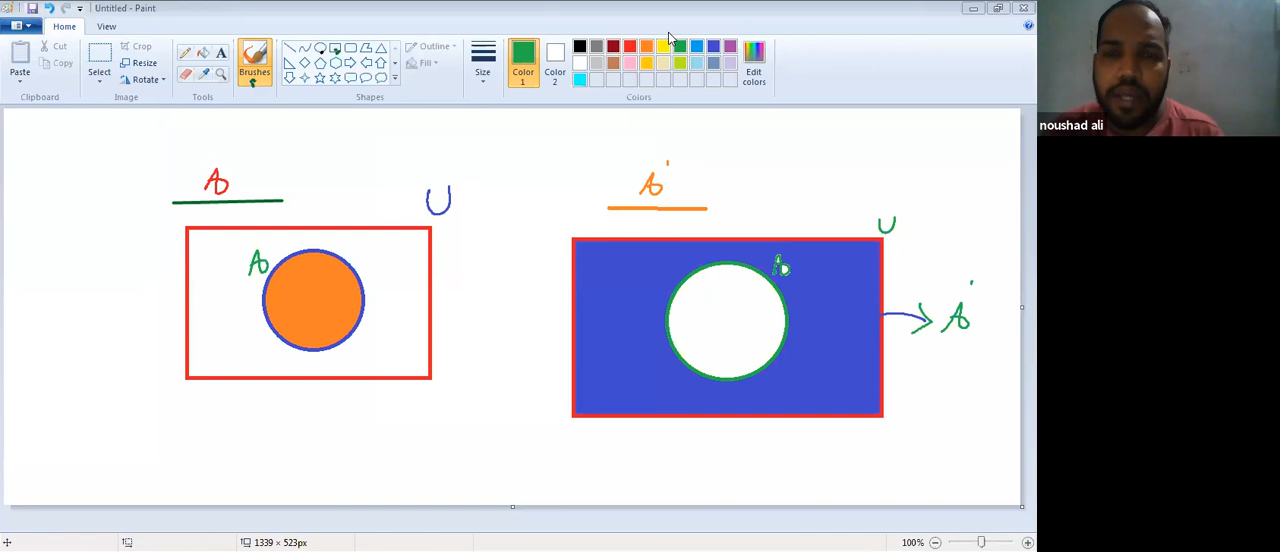 Untitled - Paint
Home View
Paste
Cut
Copy
Clipboard
Select
Crop
Resize
Rotate
Image
Tools
Brushes
Outline
Fill
Shapes
Size
Color 1
Color 2
Edit colors
Colors
noushad ali
A
U
A
A'
U
A
A'
1339 × 523px
100%